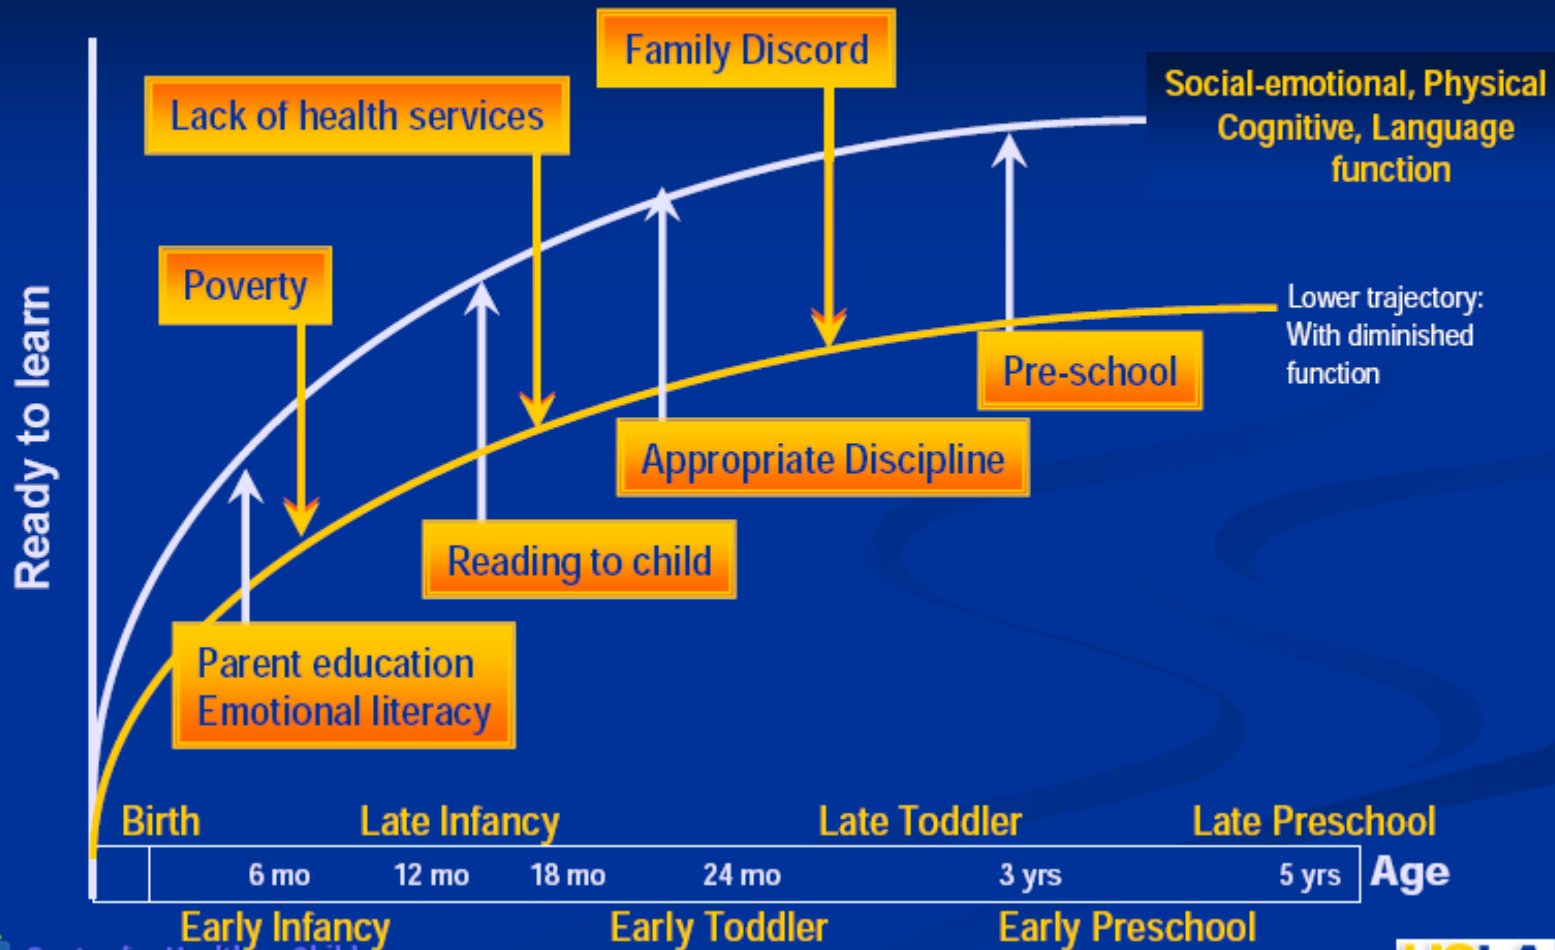 Family Discord
Lack of health services
Social-emotional, Physical
Cognitive, Language
function
Poverty
Ready to learn
Lower trajectory:
With diminished
function
Pre-school
Appropriate Discipline
Reading to child
Parent education
Emotional literacy
Birth
Late Infancy
Late Toddler
Late Preschool
6 mo
12 mo
18 mo
24 mo
3 yrs
5 yrs
Age
Early Infancy
Early Toddler
Early Preschool